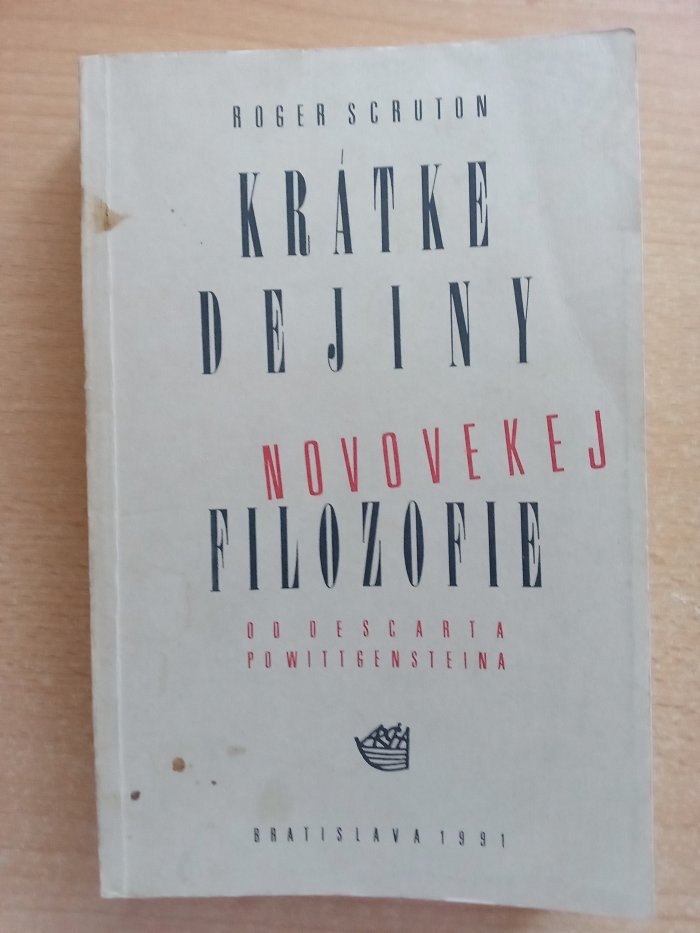 ROGER SCRUTON
KRÁTKE
DEJINY
NOVOVEKEJ
FILOZOFIE
OD DESCARTA
PO WITTGENSTEINA
BRATISLAVA 1991